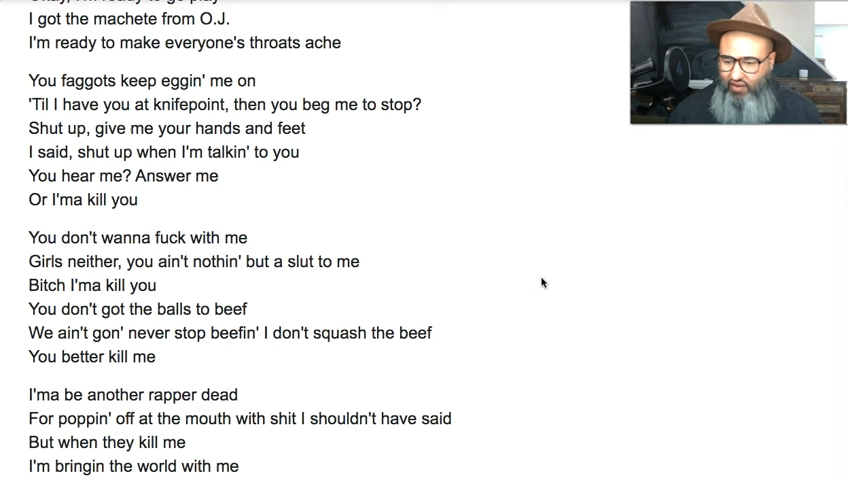 I got the machete from O.J.
I'm ready to make everyone's throats ache
You faggots keep eggin' me on
'Til I have you at knifepoint, then you beg me to stop?
Shut up, give me your hands and feet
I said, shut up when I'm talkin' to you
You hear me? Answer me
Or I'ma kill you
You don't wanna fuck with me
Girls neither, you ain't nothin' but a slut to me
Bitch I'ma kill you
You don't got the balls to beef
We ain't gon' never stop beefin' I don't squash the beef
You better kill me
I'ma be another rapper dead
For poppin' off at the mouth with shit I shouldn't have said
But when they kill me
I'm bringin the world with me